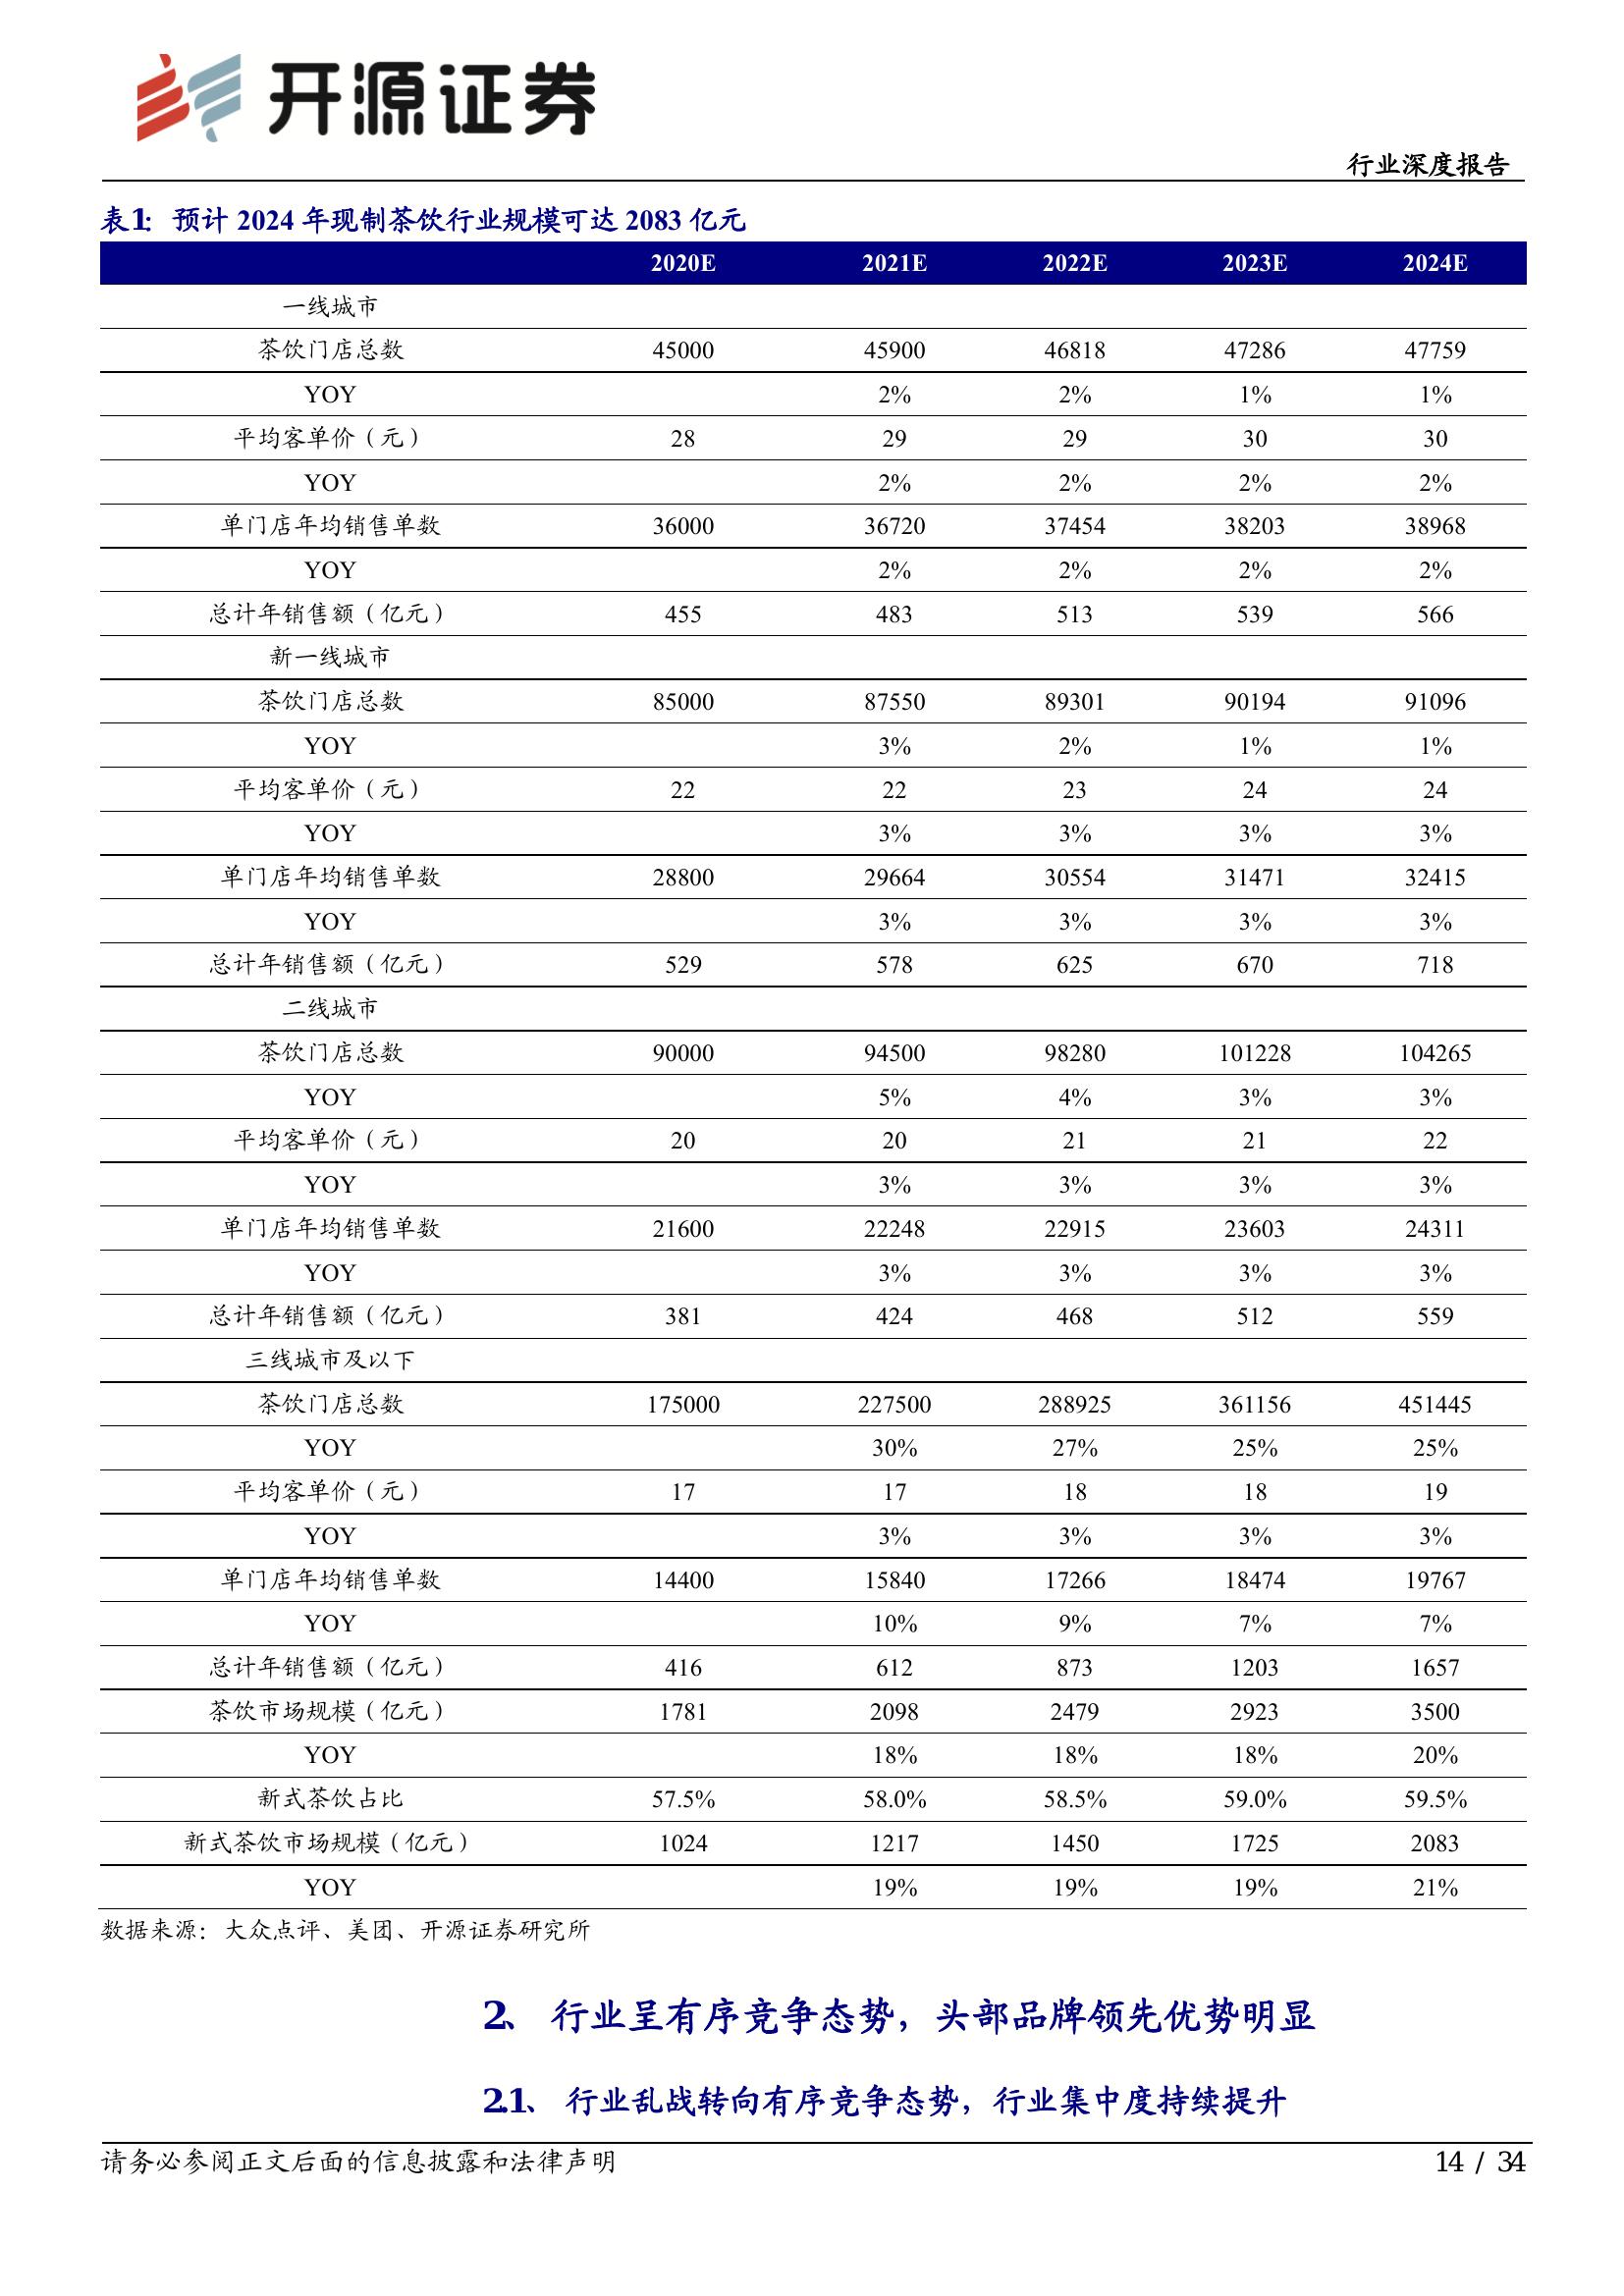 开源证券
行业深度报告
表1： 预计 2024 年现制茶饮行业规模可达 2083 亿元
2020E 2021E 2022E 2023E 2024E
一线城市
茶饮门店总数 45000 45900 46818 47286 47759
YOY 2% 2% 1% 1%
平均客单价（元） 28 29 29 30 30
YOY 2% 2% 2% 2%
单门店年均销售单数 36000 36720 37454 38203 38968
YOY 2% 2% 2% 2%
总计年销售额（亿元） 455 483 513 539 566
新一线城市
茶饮门店总数 85000 87550 89301 90194 91096
YOY 3% 2% 1% 1%
平均客单价（元） 22 22 23 24 24
YOY 3% 3% 3% 3%
单门店年均销售单数 28800 29664 30554 31471 32415
YOY 3% 3% 3% 3%
总计年销售额（亿元） 529 578 625 670 718
二线城市
茶饮门店总数 90000 94500 98280 101228 104265
YOY 5% 4% 3% 3%
平均客单价（元） 20 20 21 21 22
YOY 3% 3% 3% 3%
单门店年均销售单数 21600 22248 22915 23603 24311
YOY 3% 3% 3% 3%
总计年销售额（亿元） 381 424 468 512 559
三线城市及以下
茶饮门店总数 175000 227500 288925 361156 451445
YOY 30% 27% 25% 25%
平均客单价（元） 17 17 18 18 19
YOY 3% 3% 3% 3%
单门店年均销售单数 14400 15840 17266 18474 19767
YOY 10% 9% 7% 7%
总计年销售额（亿元） 416 612 873 1203 1657
茶饮市场规模（亿元） 1781 2098 2479 2923 3500
YOY 18% 18% 18% 20%
新式茶饮占比 57.5% 58.0% 58.5% 59.0% 59.5%
新式茶饮市场规模（亿元） 1024 1217 1450 1725 2083
YOY 19% 19% 19% 21%
数据来源：大众点评、美团、开源证券研究所
2、 行业呈有序竞争态势，头部品牌领先优势明显
2.1、 行业乱战转向有序竞争态势，行业集中度持续提升
请务必参阅正文后面的信息披露和法律声明 14 / 34